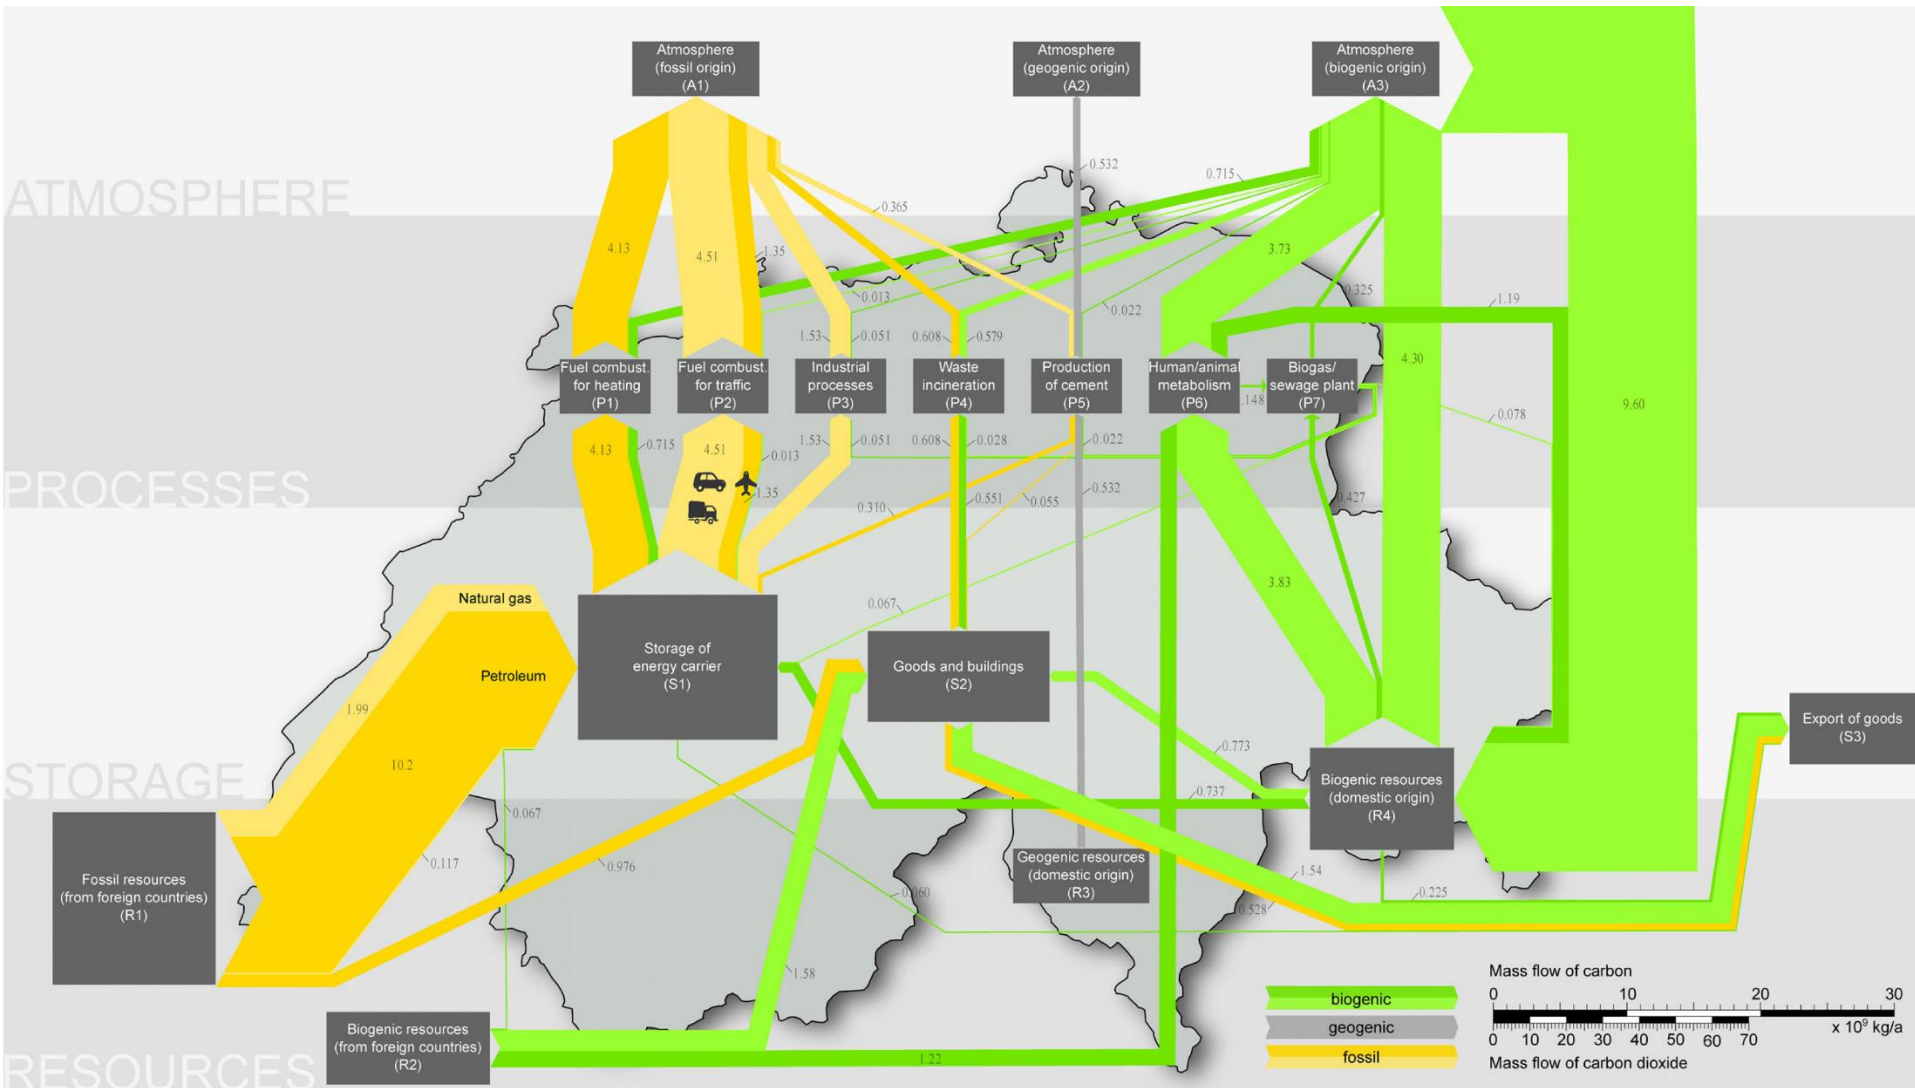 Atmosphere
(fossil origin)
(A1)
Atmosphere
(geogenic origin)
(A2)
Atmosphere
(biogenic origin)
(A3)
ATMOSPHERE
0.532
0.715
0.365
4.13
4.51
1.35
3.73
0.013
0.325
0.022
1.19
1.53
0.051
0.608
0.579
4.30
9.60
Fuel combust.
for heating
(P1)
Fuel combust.
for traffic
(P2)
Industrial
processes
(P3)
Waste
incineration
(P4)
Production
of cement
(P5)
Human/animal
metabolism
(P6)
Biogas/
sewage plant
(P7)
.148
0.078
4.13
0.715
4.51
0.013
1.53
0.051
0.608
0.028
0.022
PROCESSES
1.35
0.310
0.551
0.055
0.532
0.427
3.83
Natural gas
0.067
Petroleum
Storage of
energy carrier
(S1)
Goods and buildings
(S2)
1.99
10.2
Export of goods
(S3)
0.773
STORAGE
0.737
Biogenic resources
(domestic origin)
(R4)
0.067
0.117
0.976
Geogenic resources
(domestic origin)
(R3)
1.54
0.060
0.528
0.225
Fossil resources
(from foreign countries)
(R1)
1.58
Biogenic resources
(from foreign countries)
(R2)
1.22
RESOURCES
biogenic
geogenic
fossil
Mass flow of carbon
0 10 20 30
x 10⁹ kg/a
0 10 20 30 40 50 60 70
Mass flow of carbon dioxide